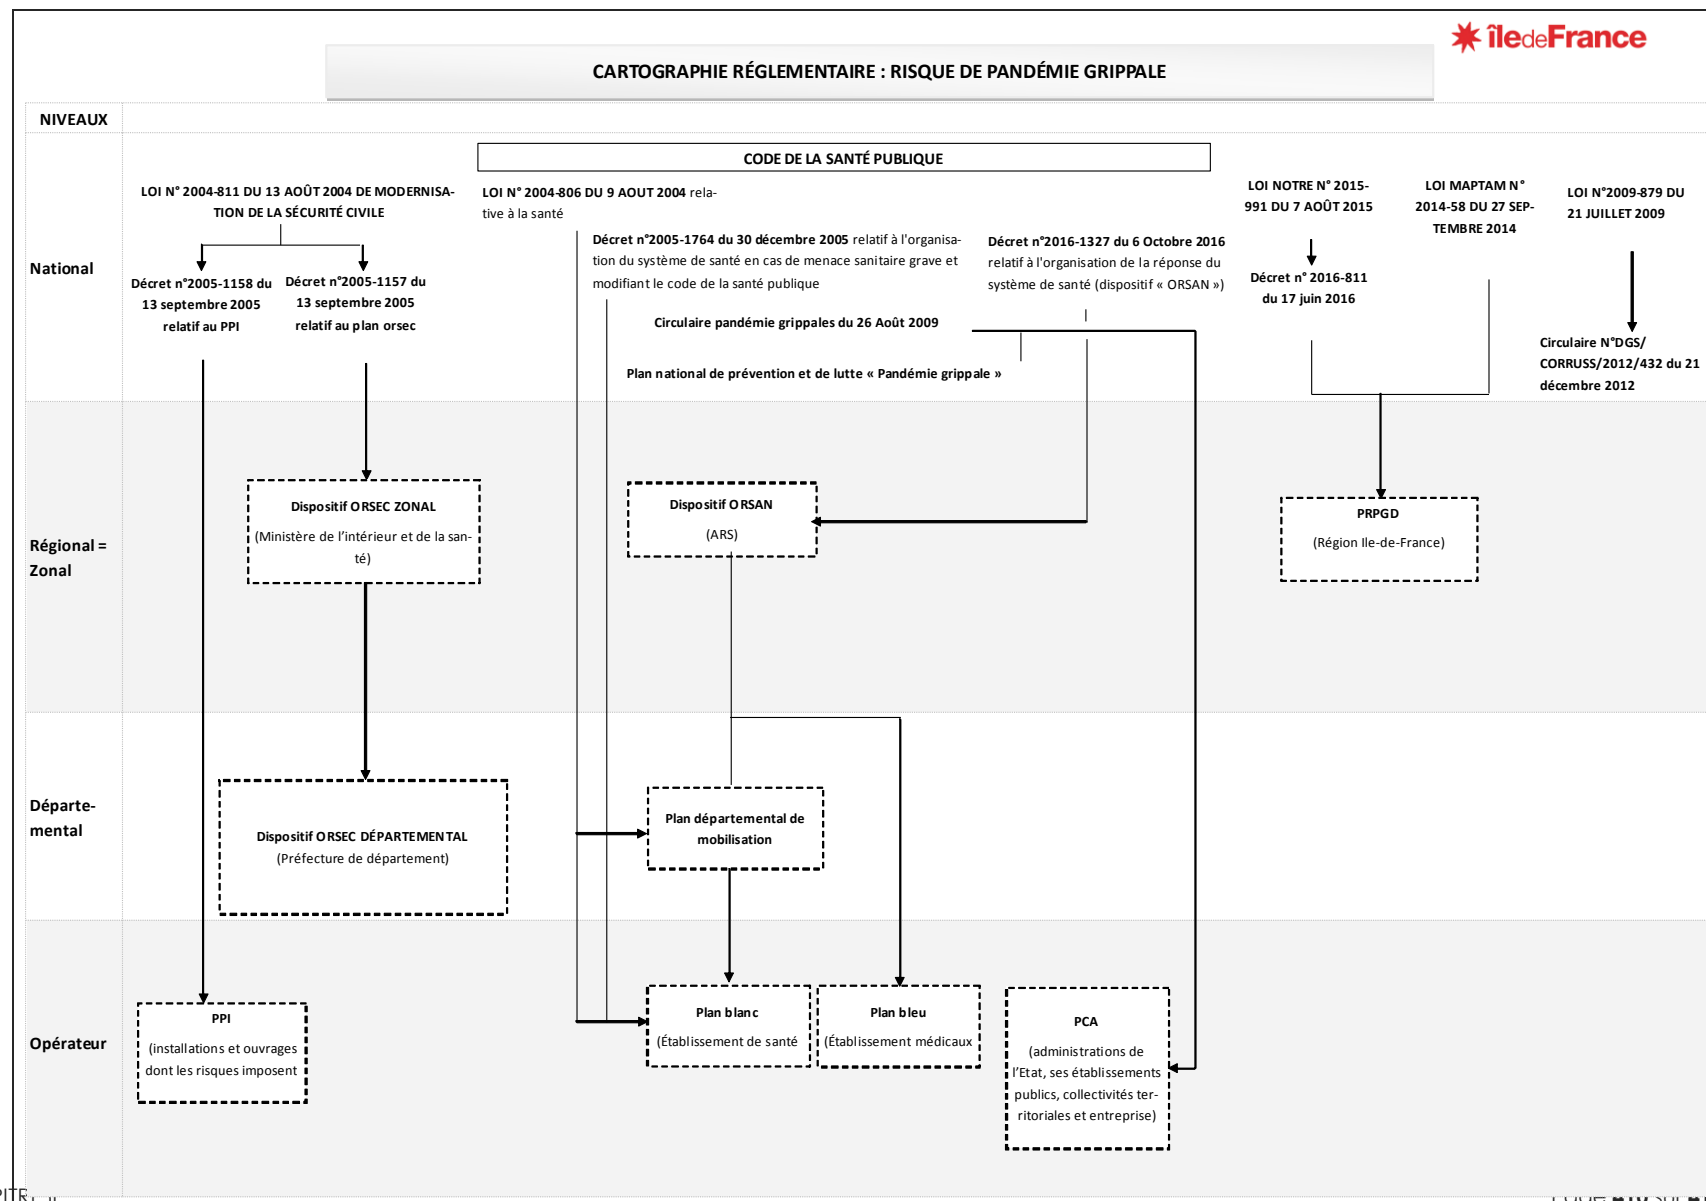 îledeFrance
CARTOGRAPHIE RÉGLEMENTAIRE : RISQUE DE PANDÉMIE GRIPPALE
NIVEAUX
National
CODE DE LA SANTÉ PUBLIQUE
LOI N° 2004-811 DU 13 AOÛT 2004 DE MODERNISA-
TION DE LA SÉCURITÉ CIVILE
Décret n°2005-1158 du
13 septembre 2005
relatif au PPI
Décret n°2005-1157 du
13 septembre 2005
relatif au plan orsec
LOI N° 2004-806 DU 9 AOUT 2004 rela-
tive à la santé
Décret n°2005-1764 du 30 décembre 2005 relatif à l'organisa-
tion du système de santé en cas de menace sanitaire grave et
modifiant le code de la santé publique
Décret n°2016-1327 du 6 Octobre 2016
relatif à l'organisation de la réponse du
système de santé (dispositif « ORSAN »)
Circulaire pandémie grippales du 26 Août 2009
Plan national de prévention et de lutte « Pandémie grippale »
LOI NOTRE N° 2015-
991 DU 7 AOÛT 2015
Décret n° 2016-811
du 17 juin 2016
LOI MAPTAM N°
2014-58 DU 27 SEP-
TEMBRE 2014
LOI N°2009-879 DU
21 JUILLET 2009
Circulaire N°DGS/
CORRUSS/2012/432 du 21
décembre 2012
Régional =
Zonal
Dispositif ORSEC ZONAL
(Ministère de l'intérieur et de la san-
té)
Dispositif ORSAN
(ARS)
PRPGD
(Région Ile-de-France)
Départe-
mental
Dispositif ORSEC DÉPARTEMENTAL
(Préfecture de département)
Plan départemental de
mobilisation
Opérateur
PPI
(installations et ouvrages
dont les risques imposent
Plan blanc
(Établissement de santé
Plan bleu
(Établissement médicaux
PCA
(administrations de
l'Etat, ses établissements
publics, collectivités ter-
ritoriales et entreprise)